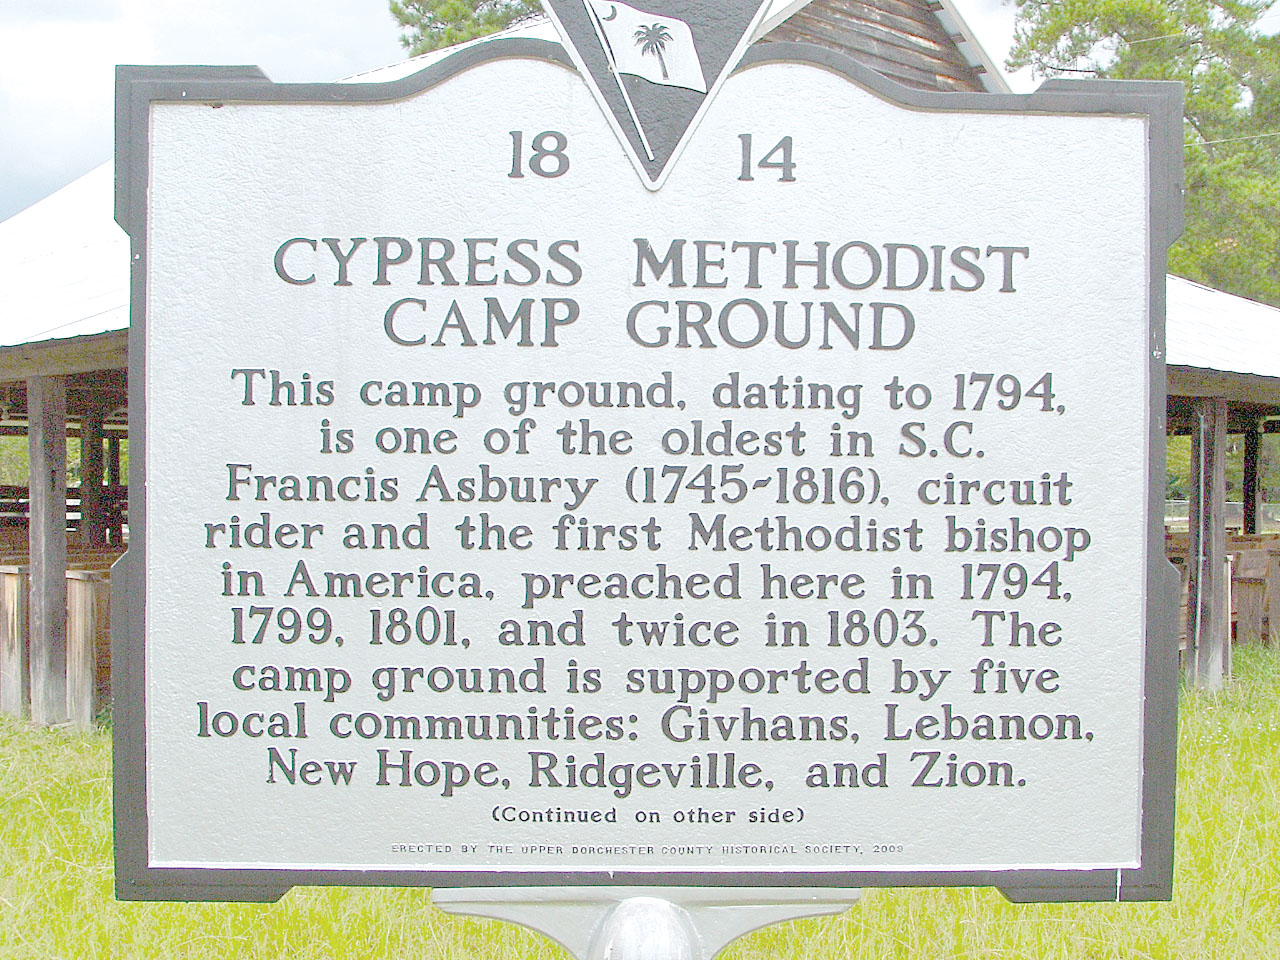 18 14
CYPRESS METHODIST
CAMP GROUND
This camp ground, dating to 1794,
is one of the oldest in S.C.
Francis Asbury (1745-1816), circuit
rider and the first Methodist bishop
in America, preached here in 1794,
1799, 1801, and twice in 1803. The
camp ground is supported by five
local communities: Givhans, Lebanon,
New Hope, Ridgeville, and Zion.
(Continued on other side)
ERECTED BY THE UPPER DORCHESTER COUNTY HISTORICAL SOCIETY, 2009